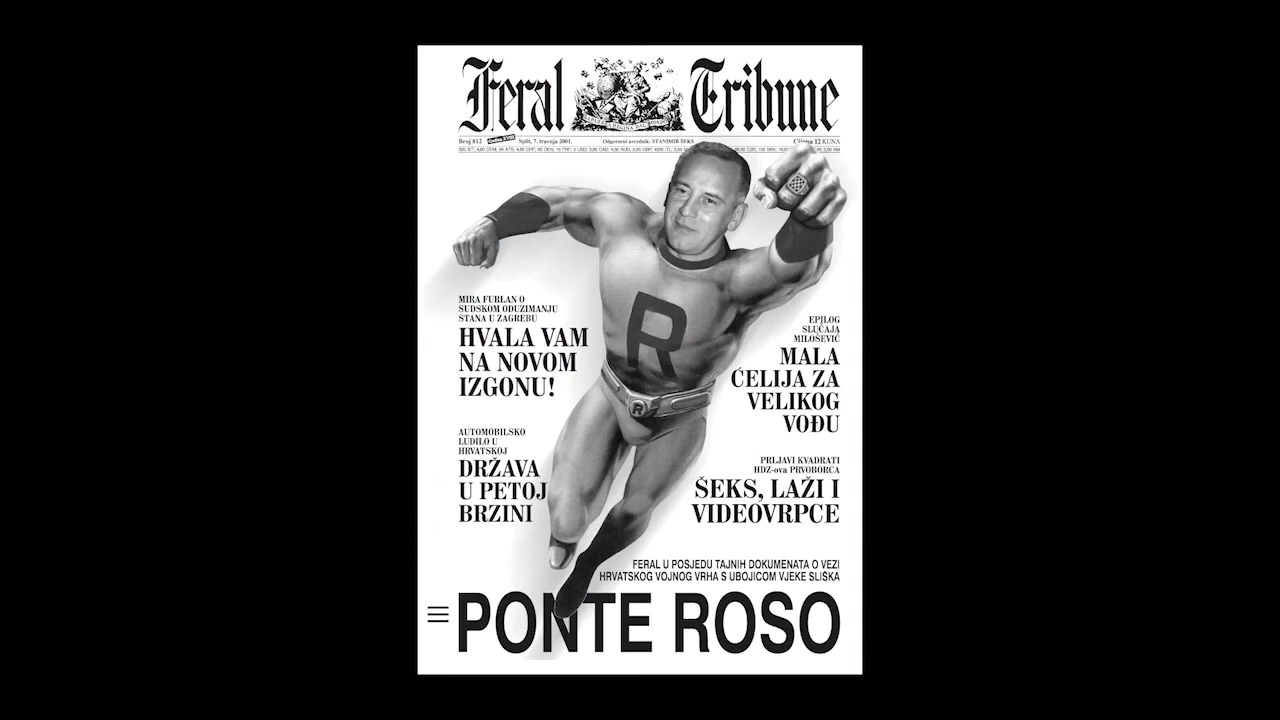 Feral Tribune
Broj 812 Split, 7. travnja 2001. Odgovorni urednik: STANIMIR ŠEKS Cijena 12 KUNA
MIRA FURLAN O
SUDSKOM ODUZIMANJU
STANA U ZAGREBU
HVALA VAM
NA NOVOM
IZGONU!
AUTOMOBILSKO
LUDILO U
HRVATSKOJ
DRŽAVA
U PETOJ
BRZINI
R
R
EPILOG
SLUČAJA
MILOŠEVIĆ
MALA
ĆELIJA ZA
VELIKOG
VOĐU
PRLJAVI KVADRATI
HDZ-ova PRVOBORCA
ŠEKS, LAŽI I
VIDEOVRPCE
FERAL U POSJEDU TAJNIH DOKUMENATA O VEZI
HRVATSKOG VOJNOG VRHA S UBOJICOM VJEKE SLIŠKA
PONTE ROSO